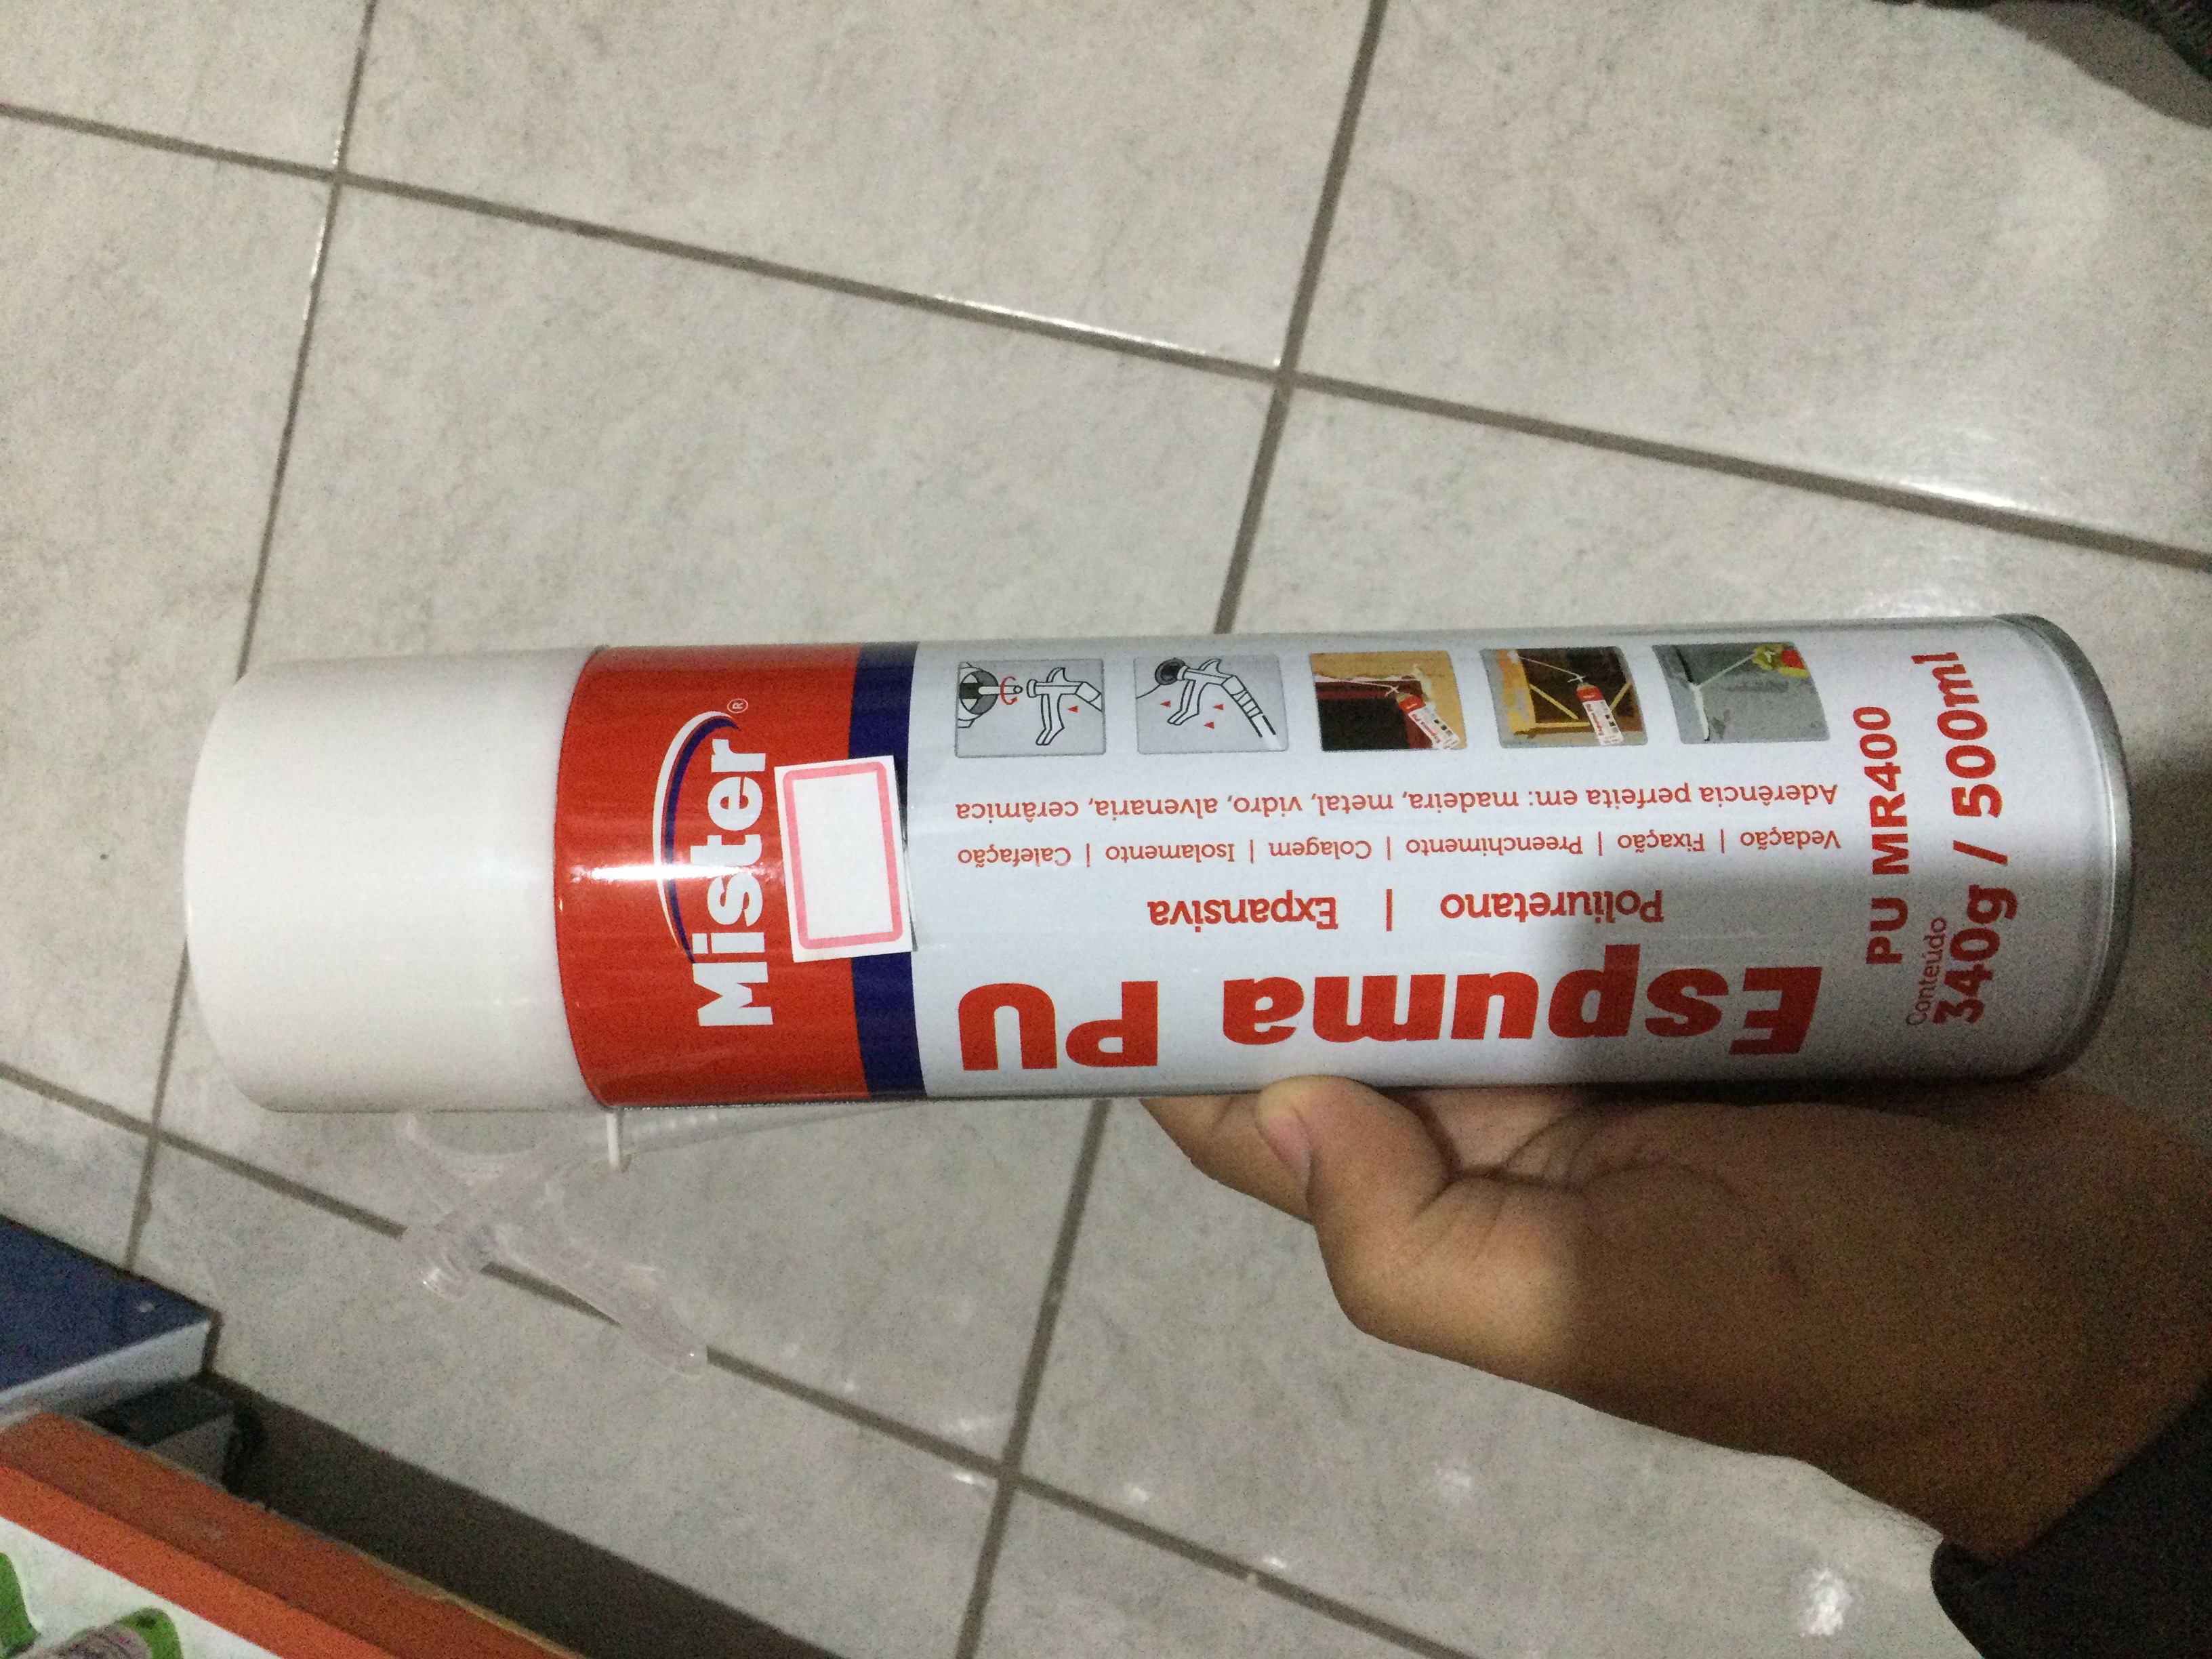 Mister®
Espuma PU
Poliuretano | Expansiva
Vedação | Fixação | Preenchimento | Colagem | Isolamento | Calefação
Aderência perfeita em: madeira, metal, vidro, alvenaria, cerâmica
PU MR400
Conteúdo
340g / 500ml